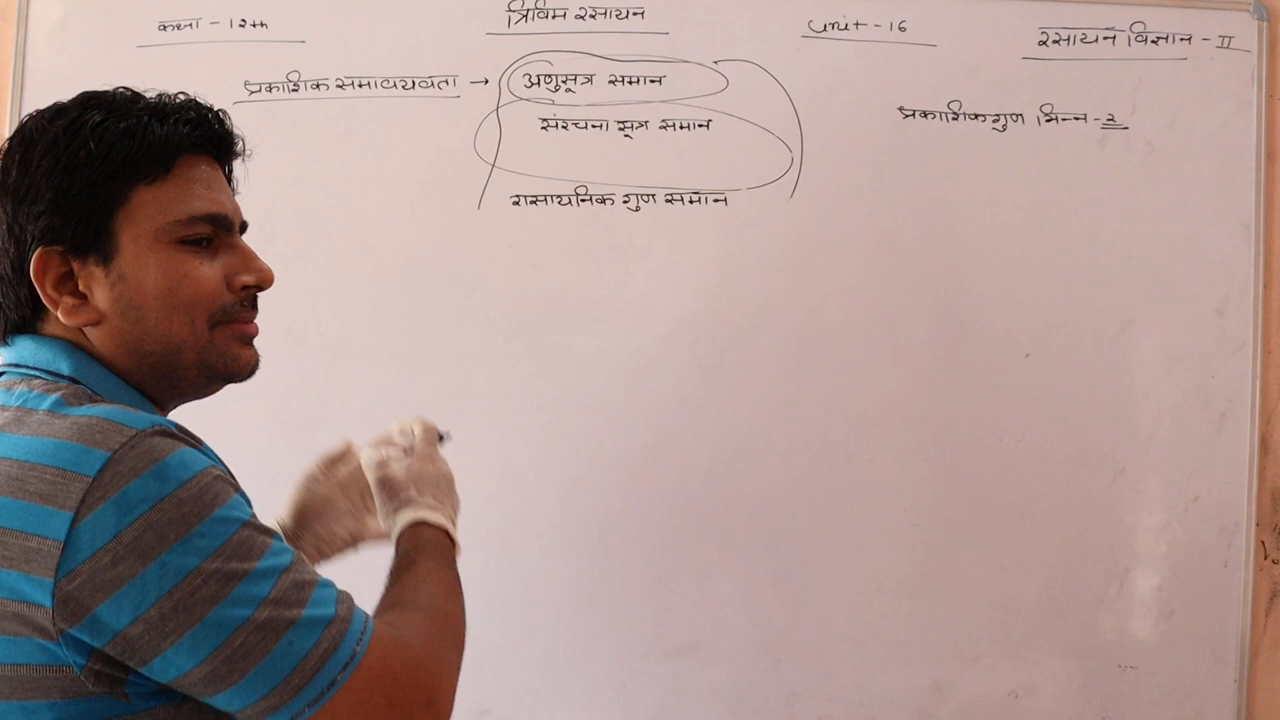 कक्षा - 12th
त्रिविम रसायन
Unit - 16
रसायन विज्ञान - II
प्रकाशिक समावयवता → अणुसूत्र समान
संरचना सूत्र समान
रासायनिक गुण समान
प्रकाशिक गुण भिन्न - २